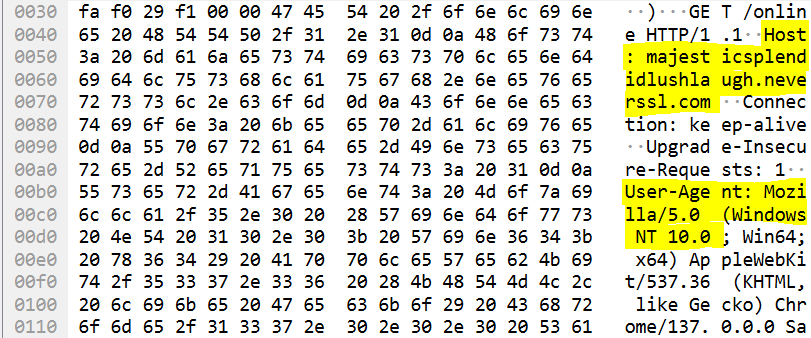 0030 fa f0 29 f1 00 00 47 45 54 20 2f 6f 6e 6c 69 6e ··)···GE T /onlin
0040 65 20 48 54 54 50 2f 31 2e 31 0d 0a 48 6f 73 74 e HTTP/1 .1··Host
0050 3a 20 6d 61 6a 65 73 74 69 63 73 70 6c 65 6e 64 : majest icsplend
0060 69 64 6c 75 73 68 6c 61 75 67 68 2e 6e 65 76 65 idlushla ugh.neve
0070 72 73 73 6c 2e 63 6f 6d 0d 0a 43 6f 6e 6e 65 63 rssl.com ··Connec
0080 74 69 6f 6e 3a 20 6b 65 65 70 2d 61 6c 69 76 65 tion: ke ep-alive
0090 0d 0a 55 70 67 72 61 64 65 2d 49 6e 73 65 63 75 ··Upgrad e-Insecu
00a0 72 65 2d 52 65 71 75 65 73 74 73 3a 20 31 0d 0a re-Reque sts: 1··
00b0 55 73 65 72 2d 41 67 65 6e 74 3a 20 4d 6f 7a 69 User-Age nt: Mozi
00c0 6c 6c 61 2f 35 2e 30 20 28 57 69 6e 64 6f 77 73 lla/5.0 (Windows
00d0 20 4e 54 20 31 30 2e 30 3b 20 57 69 6e 36 34 3b NT 10.0 ; Win64;
00e0 20 78 36 34 29 20 41 70 70 6c 65 57 65 62 4b 69 x64) Ap pleWebKi
00f0 74 2f 35 33 37 2e 33 36 20 28 4b 48 54 4d 4c 2c t/537.36 (KHTML,
0100 20 6c 69 6b 65 20 47 65 63 6b 6f 29 20 43 68 72 like Ge cko) Chr
0110 6f 6d 65 2f 31 33 37 2e 30 2e 30 2e 30 20 53 61 ome/137. 0.0.0 Sa